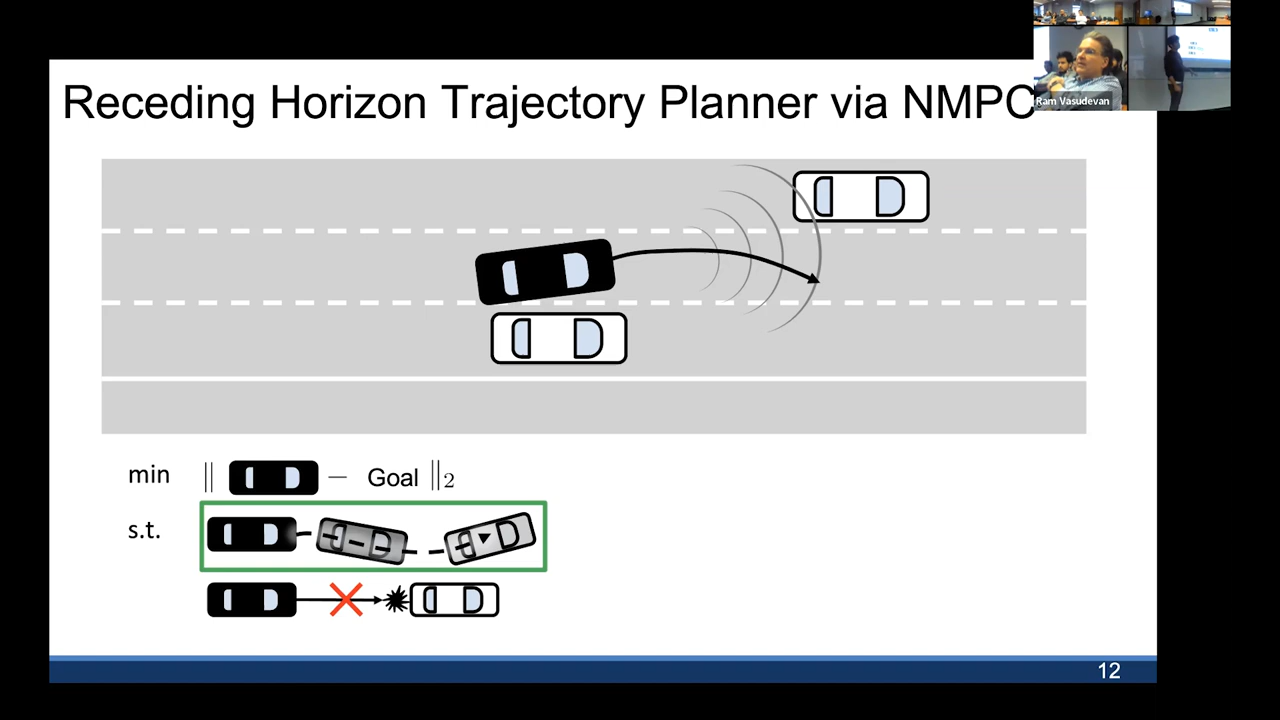 Receding Horizon Trajectory Planner via NMPC
Ram Vasudevan
min || — Goal ||2
s.t.
12